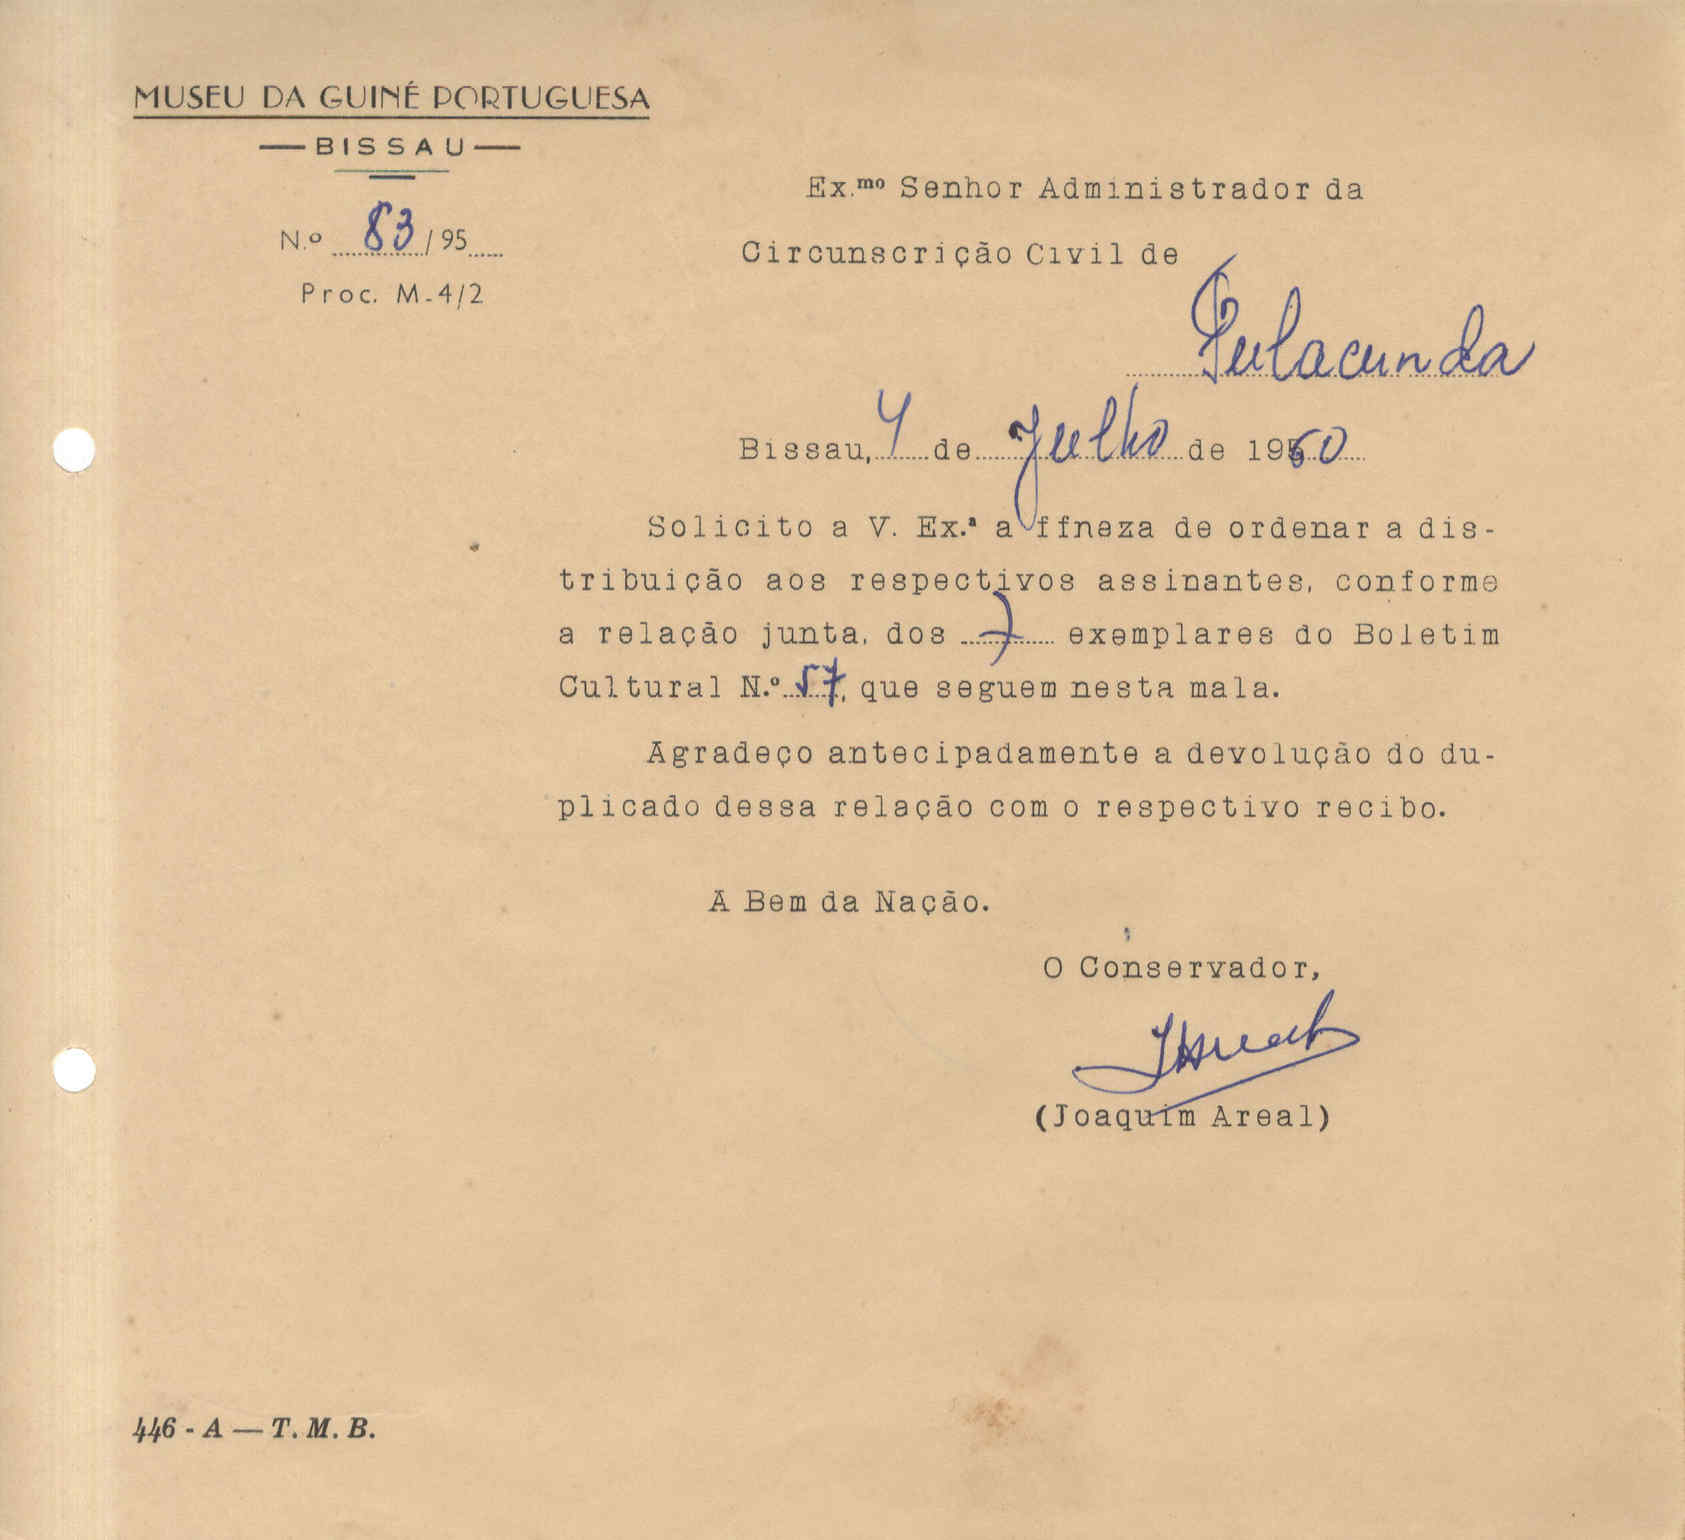 MUSEU DA GUINÉ PORTUGUESA
BISSAU
N.º 83/95
Proc. M-4/2
Ex.mo Senhor Administrador da
Circunscrição Civil de
Fulacunda
Bissau, 4 de Julho de 1960
Solicito a V. Ex.ª a ffneza de ordenar a dis-
tribuição aos respectivos assinantes, conforme
a relação junta, dos 7 exemplares do Boletim
Cultural N.º 57, que seguem nesta mala.
Agradeço antecipadamente a devolução do du-
plicado dessa relação com o respectivo recibo.
A Bem da Nação.
O Conservador,
(Joaquim Areal)
446 - A — T. M. B.